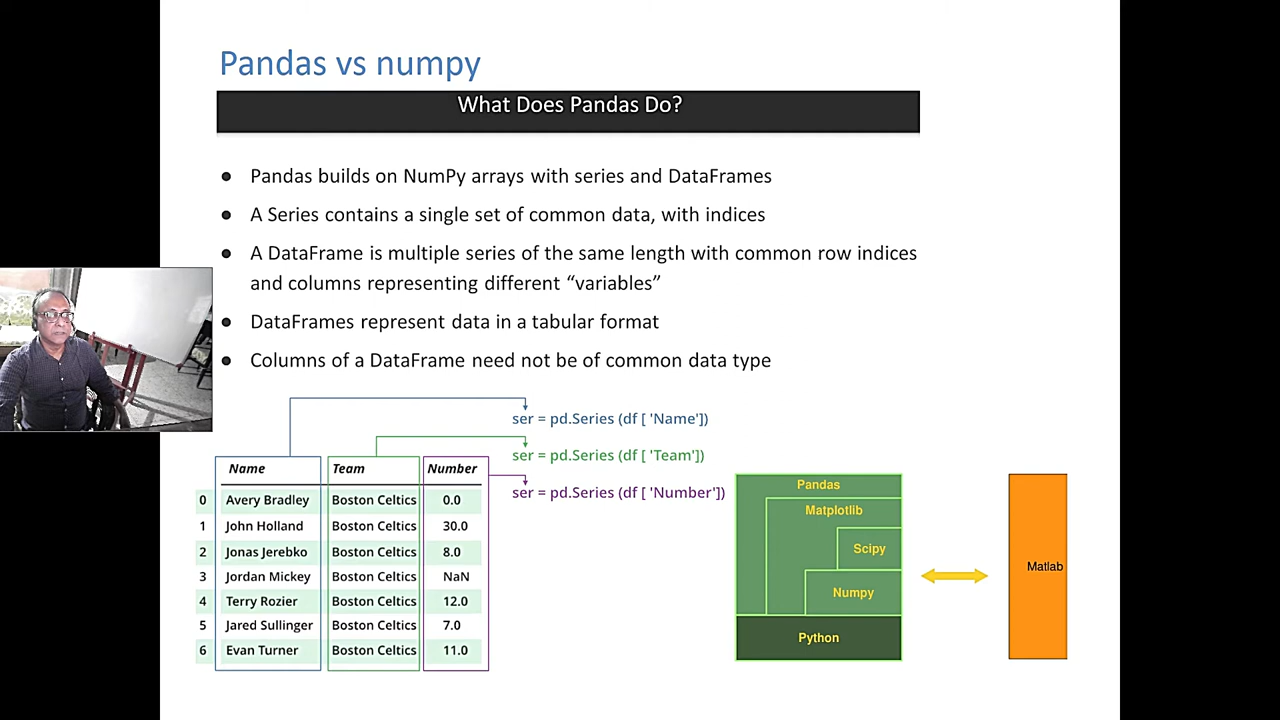 Pandas vs numpy
What Does Pandas Do?
● Pandas builds on NumPy arrays with series and DataFrames
● A Series contains a single set of common data, with indices
● A DataFrame is multiple series of the same length with common row indices
and columns representing different “variables”
● DataFrames represent data in a tabular format
● Columns of a DataFrame need not be of common data type
ser = pd.Series (df [ 'Name'])
ser = pd.Series (df [ 'Team'])
ser = pd.Series (df [ 'Number'])
Name Team Number
0 Avery Bradley Boston Celtics 0.0
1 John Holland Boston Celtics 30.0
2 Jonas Jerebko Boston Celtics 8.0
3 Jordan Mickey Boston Celtics NaN
4 Terry Rozier Boston Celtics 12.0
5 Jared Sullinger Boston Celtics 7.0
6 Evan Turner Boston Celtics 11.0
Pandas
Matplotlib
Scipy
Numpy
Python
Matlab